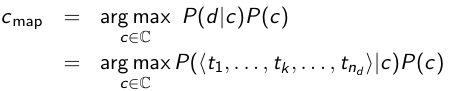 c_map = arg max_{c∈ℂ} P(d|c)P(c)
= arg max_{c∈ℂ} P(⟨t_1, . . . , t_k, . . . , t_{n_d}⟩|c)P(c)